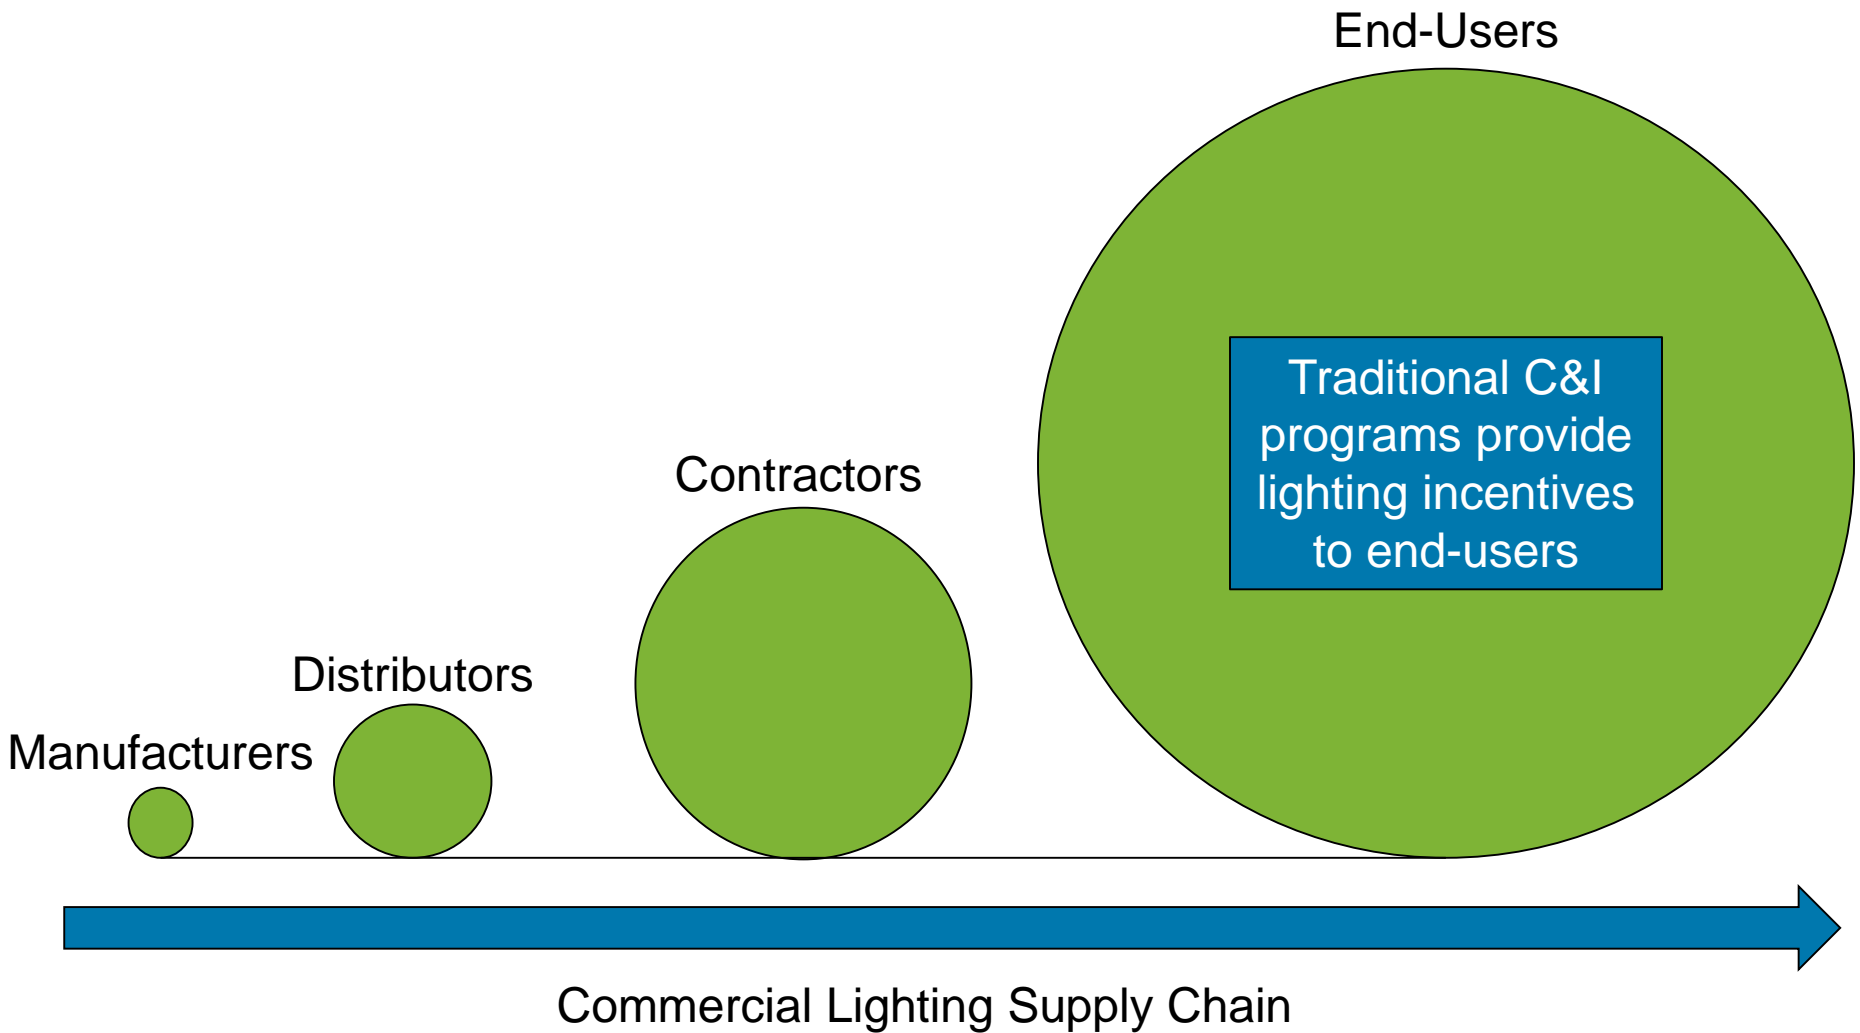 End-Users
Traditional C&I
programs provide
lighting incentives
to end-users
Contractors
Distributors
Manufacturers
Commercial Lighting Supply Chain